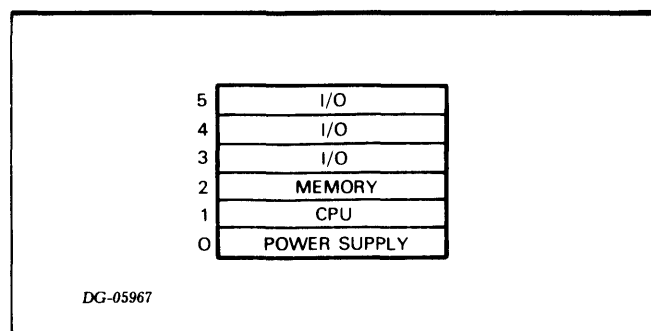 5 I/O
4 I/O
3 I/O
2 MEMORY
1 CPU
0 POWER SUPPLY
DG-05967